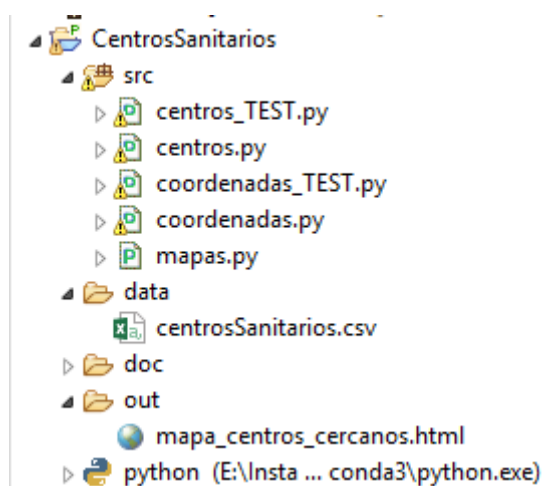 CentrosSanitarios
src
centros_TEST.py
centros.py
coordenadas_TEST.py
coordenadas.py
mapas.py
data
centrosSanitarios.csv
doc
out
mapa_centros_cercanos.html
python (E:\Insta ... conda3\python.exe)